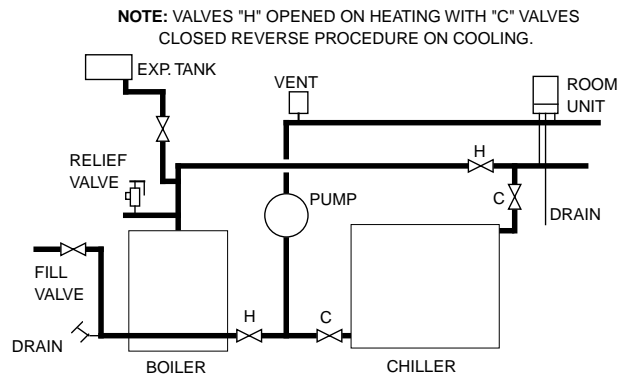 NOTE: VALVES "H" OPENED ON HEATING WITH "C" VALVES
CLOSED REVERSE PROCEDURE ON COOLING.
EXP. TANK
VENT
ROOM
UNIT
H
RELIEF
VALVE
C
PUMP
DRAIN
FILL
VALVE
H
C
DRAIN
BOILER
CHILLER